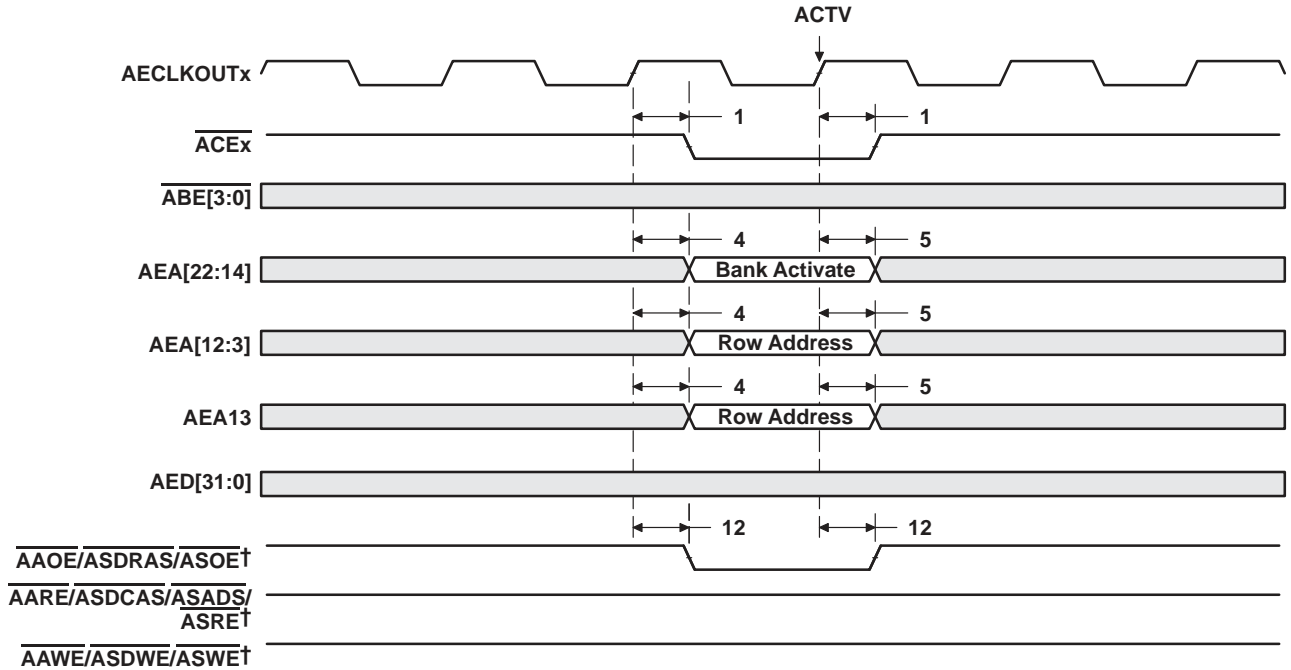 ACTV
AECLKOUTx
1 1
ACEx
ABE[3:0]
4 5
AEA[22:14] Bank Activate
4 5
AEA[12:3] Row Address
4 5
AEA13 Row Address
AED[31:0]
12 12
AAOE/ASDRAS/ASOE†
AARE/ASDCAS/ASADS/
ASRE†
AAWE/ASDWE/ASWE†